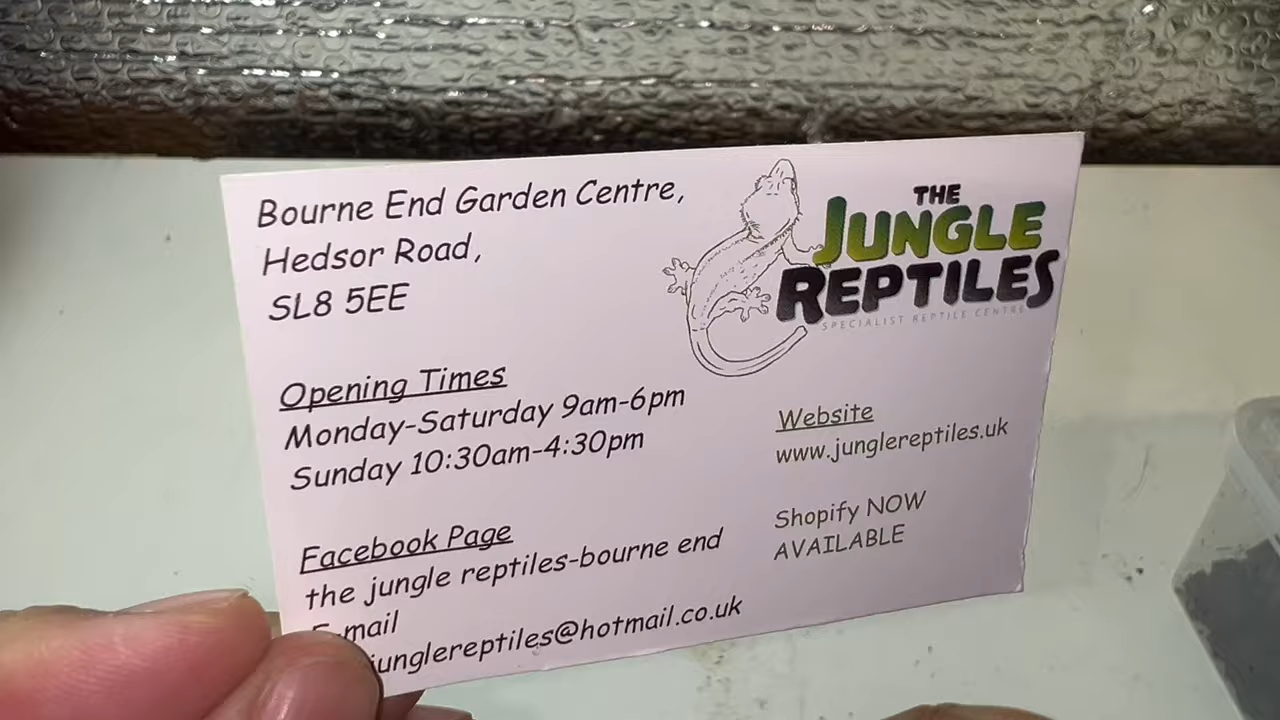 Bourne End Garden Centre,
Hedsor Road,
SL8 5EE
THE
JUNGLE
REPTILES
SPECIALIST REPTILE CENTRE
Opening Times
Monday-Saturday 9am-6pm
Sunday 10:30am-4:30pm
Website
www.junglereptiles.uk
Shopify NOW
AVAILABLE
Facebook Page
the jungle reptiles-bourne end
E-mail
junglereptiles@hotmail.co.uk